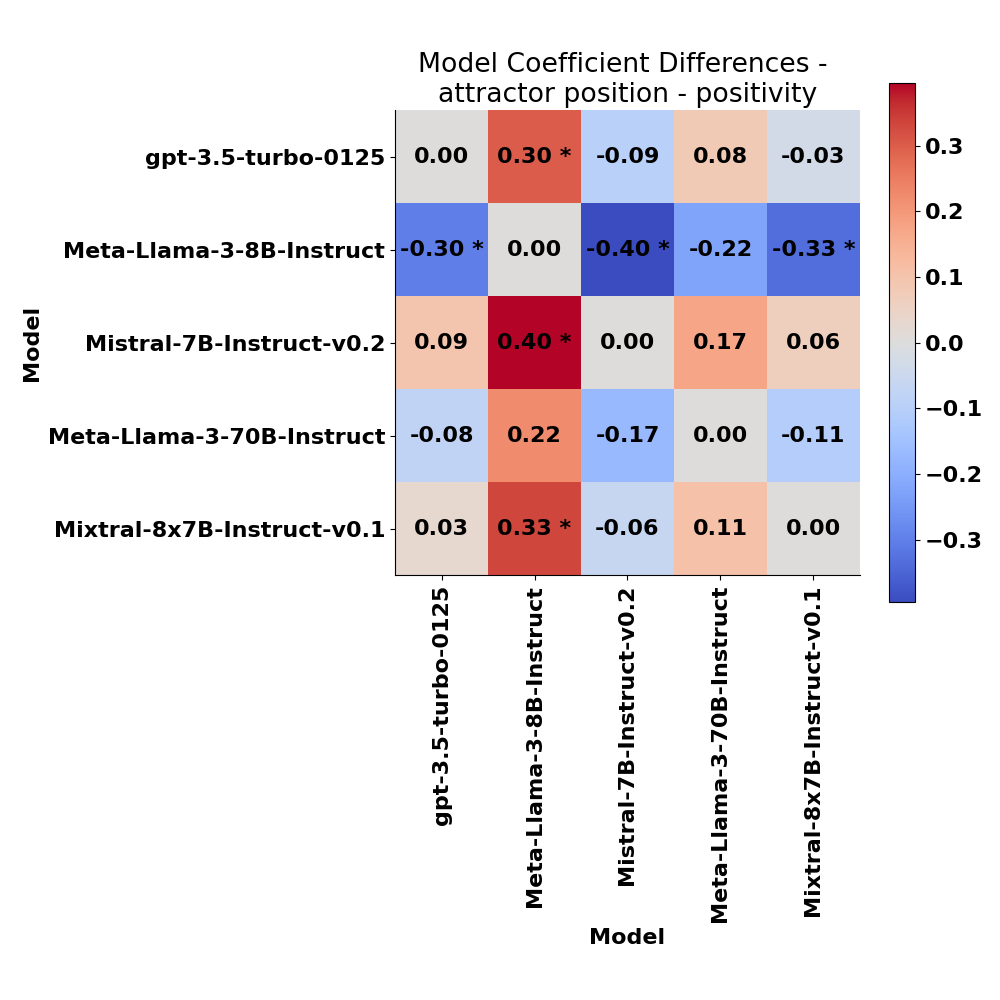 Model Coefficient Differences -
attractor position - positivity
gpt-3.5-turbo-0125 0.00 0.30 * -0.09 0.08 -0.03
Meta-Llama-3-8B-Instruct -0.30 * 0.00 -0.40 * -0.22 -0.33 *
Mistral-7B-Instruct-v0.2 0.09 0.40 * 0.00 0.17 0.06
Meta-Llama-3-70B-Instruct -0.08 0.22 -0.17 0.00 -0.11
Mixtral-8x7B-Instruct-v0.1 0.03 0.33 * -0.06 0.11 0.00
Model
0.3
0.2
0.1
0.0
−0.1
−0.2
−0.3
gpt-3.5-turbo-0125
Meta-Llama-3-8B-Instruct
Mistral-7B-Instruct-v0.2
Meta-Llama-3-70B-Instruct
Mixtral-8x7B-Instruct-v0.1
Model